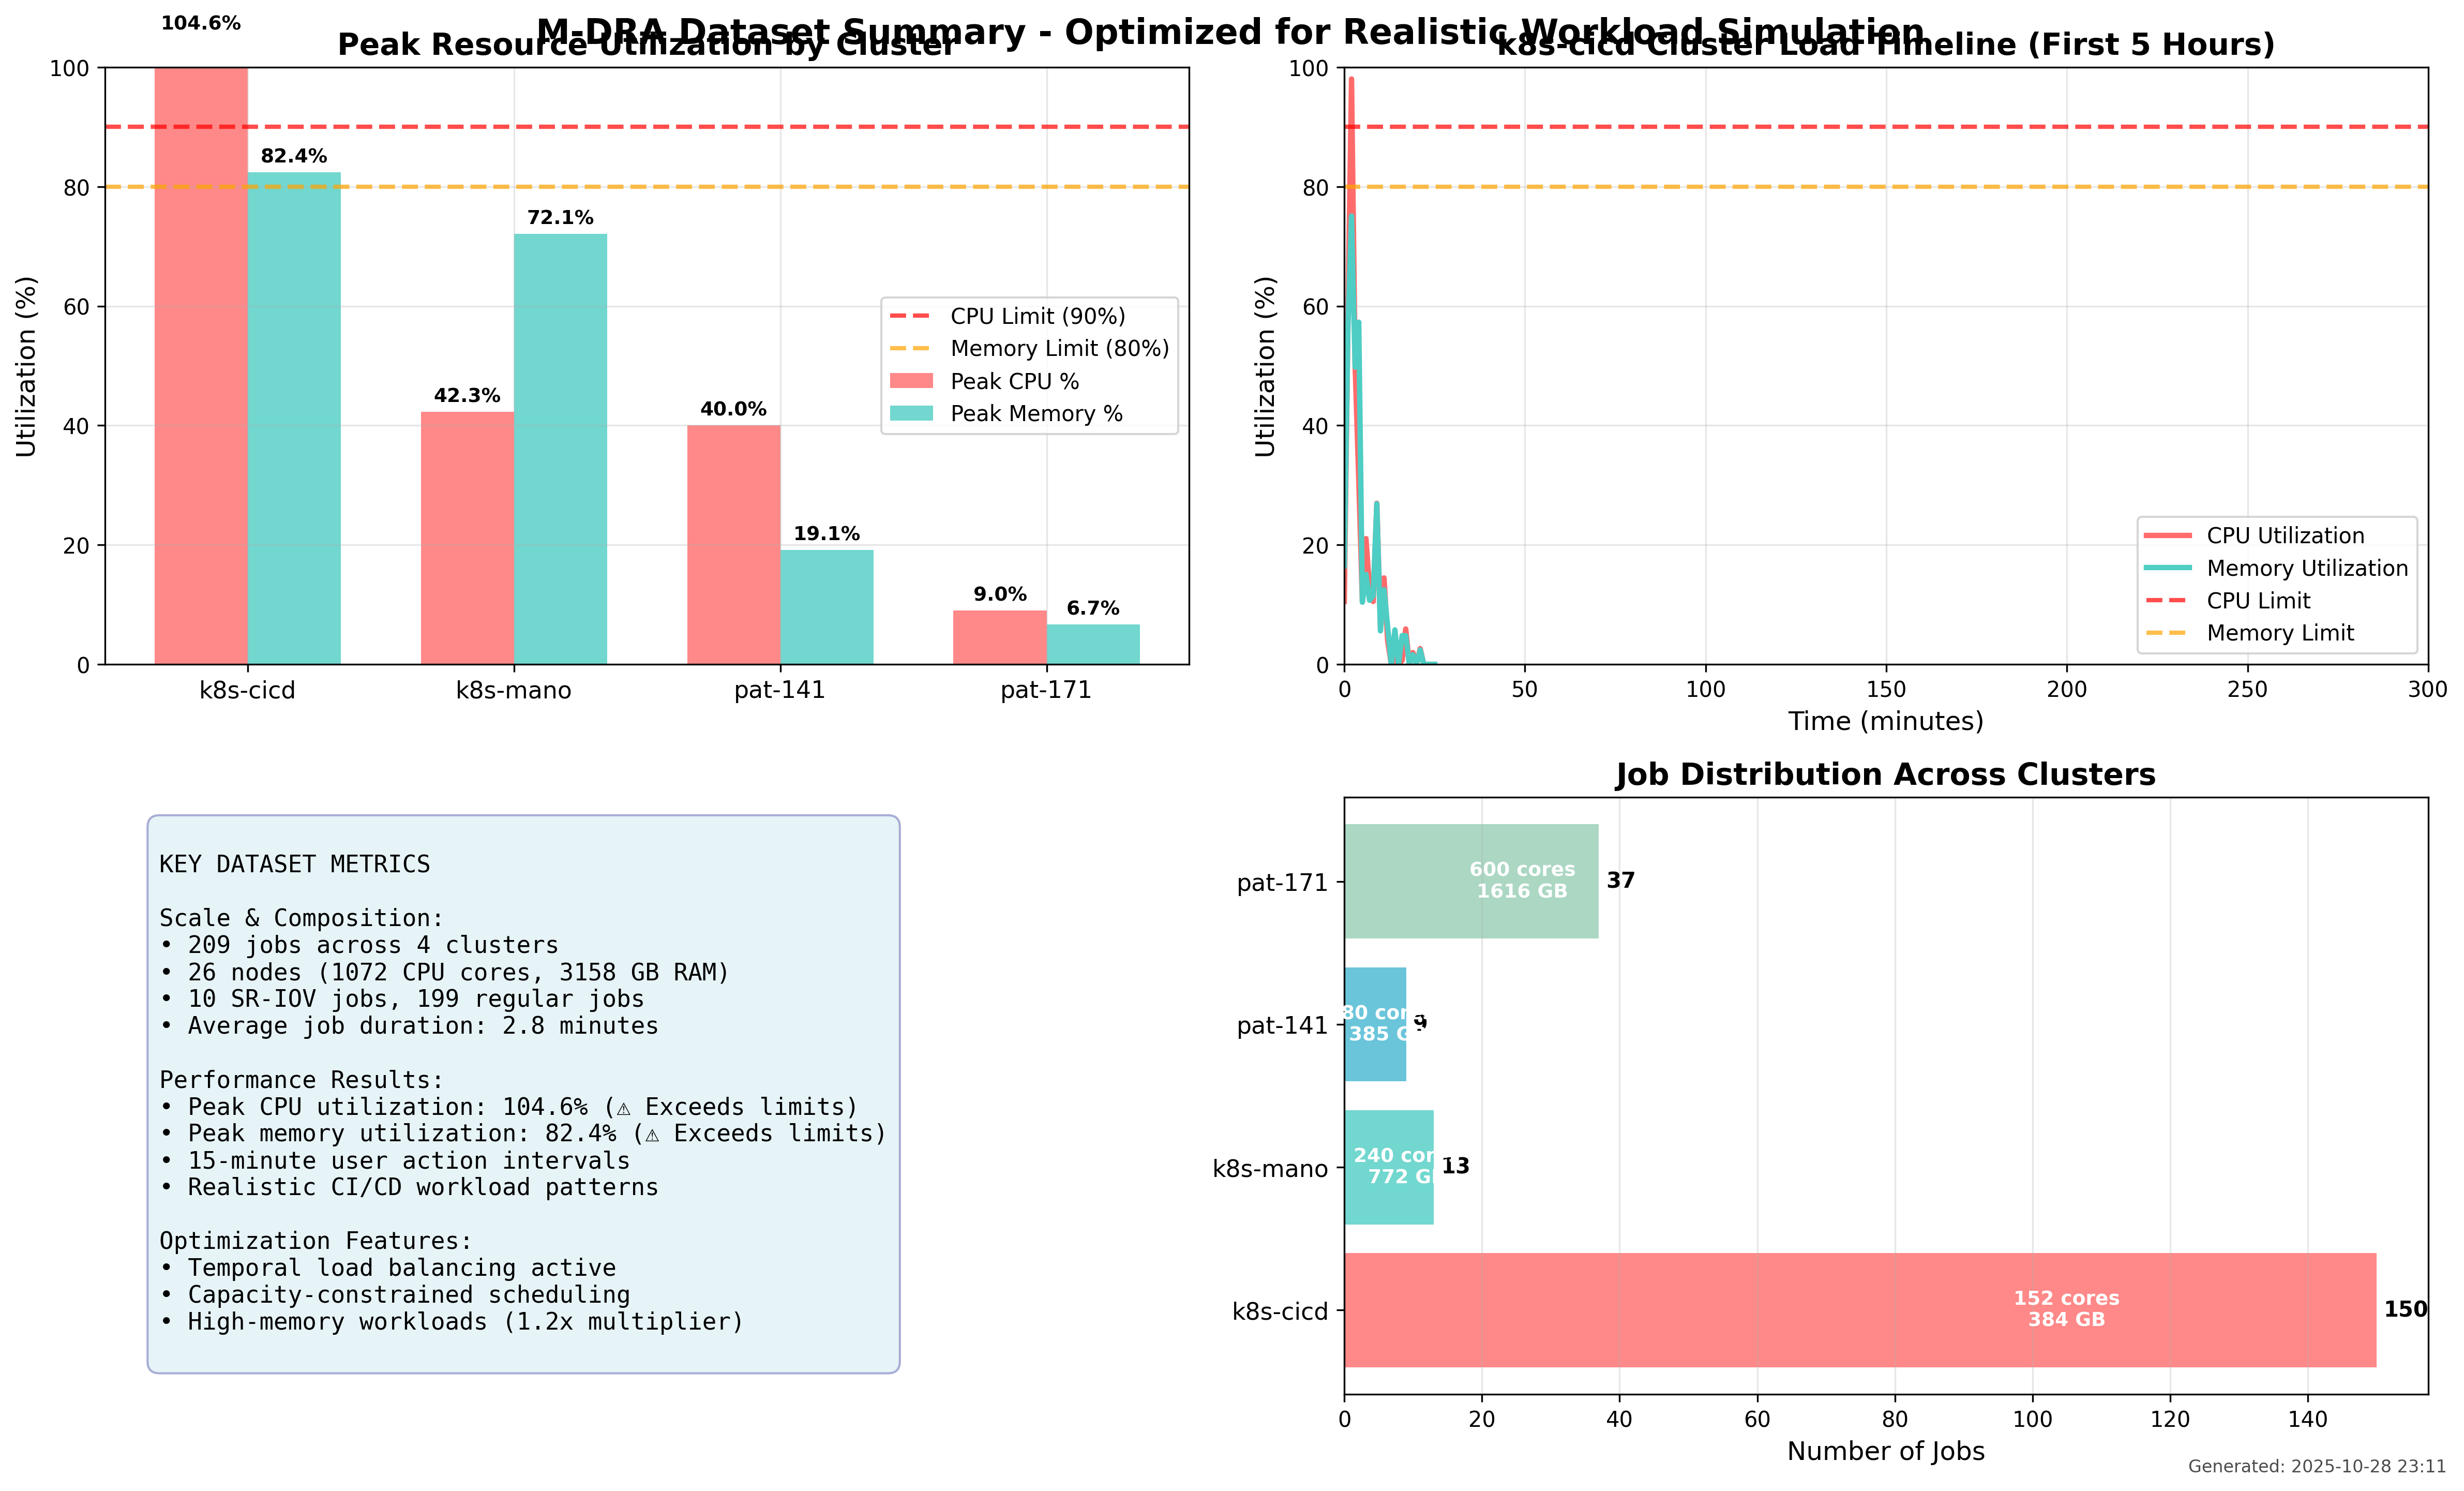 M-DRA Dataset Summary - Optimized for Realistic Workload Simulation
Peak Resource Utilization by Cluster
104.6%
82.4%
42.3%
72.1%
40.0%
19.1%
9.0%
6.7%
Utilization (%)
100
80
60
40
20
0
k8s-cicd
k8s-mano
pat-141
pat-171
CPU Limit (90%)
Memory Limit (80%)
Peak CPU %
Peak Memory %
k8s-cicd Cluster Load Timeline (First 5 Hours)
Utilization (%)
100
80
60
40
20
0
0
50
100
150
200
250
300
Time (minutes)
CPU Utilization
Memory Utilization
CPU Limit
Memory Limit
KEY DATASET METRICS
Scale & Composition:
• 209 jobs across 4 clusters
• 26 nodes (1072 CPU cores, 3158 GB RAM)
• 10 SR-IOV jobs, 199 regular jobs
• Average job duration: 2.8 minutes
Performance Results:
• Peak CPU utilization: 104.6% (⚠ Exceeds limits)
• Peak memory utilization: 82.4% (⚠ Exceeds limits)
• 15-minute user action intervals
• Realistic CI/CD workload patterns
Optimization Features:
• Temporal load balancing active
• Capacity-constrained scheduling
• High-memory workloads (1.2x multiplier)
Job Distribution Across Clusters
pat-171
600 cores
1616 GB
37
pat-141
80 cor
385 G
9
k8s-mano
240 cor
772 G
13
k8s-cicd
152 cores
384 GB
150
0
20
40
60
80
100
120
140
Number of Jobs
Generated: 2025-10-28 23:11